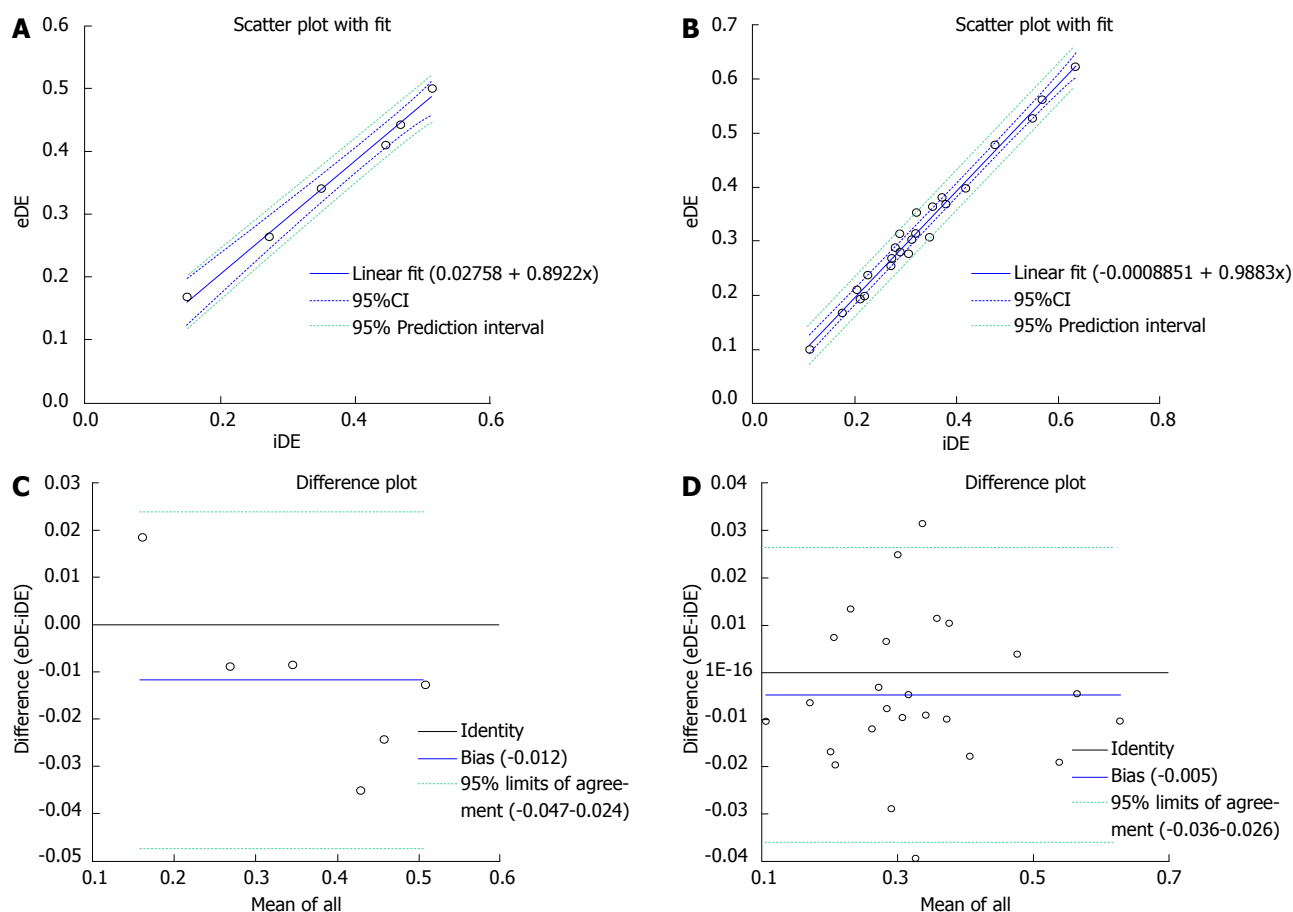 A
Scatter plot with fit
0.6
0.5
0.4
0.3
0.2
0.1
0.0
eDE
Linear fit (0.02758 + 0.8922x)
95%CI
95% Prediction interval
0.0 0.2 0.4 0.6
iDE
B
Scatter plot with fit
0.7
0.6
0.5
0.4
0.3
0.2
0.1
0.0
eDE
Linear fit (-0.0008851 + 0.9883x)
95%CI
95% Prediction interval
0.0 0.2 0.4 0.6 0.8
iDE
C
Difference plot
0.03
0.02
0.01
0.00
-0.01
-0.02
-0.03
-0.04
-0.05
Difference (eDE-iDE)
Identity
Bias (-0.012)
95% limits of agree-
ment (-0.047-0.024)
0.1 0.2 0.3 0.4 0.5 0.6
Mean of all
D
Difference plot
0.04
0.03
0.02
0.01
1E-16
-0.01
-0.02
-0.03
-0.04
Difference (eDE-iDE)
Identity
Bias (-0.005)
95% limits of agree-
ment (-0.036-0.026)
0.1 0.3 0.5 0.7
Mean of all